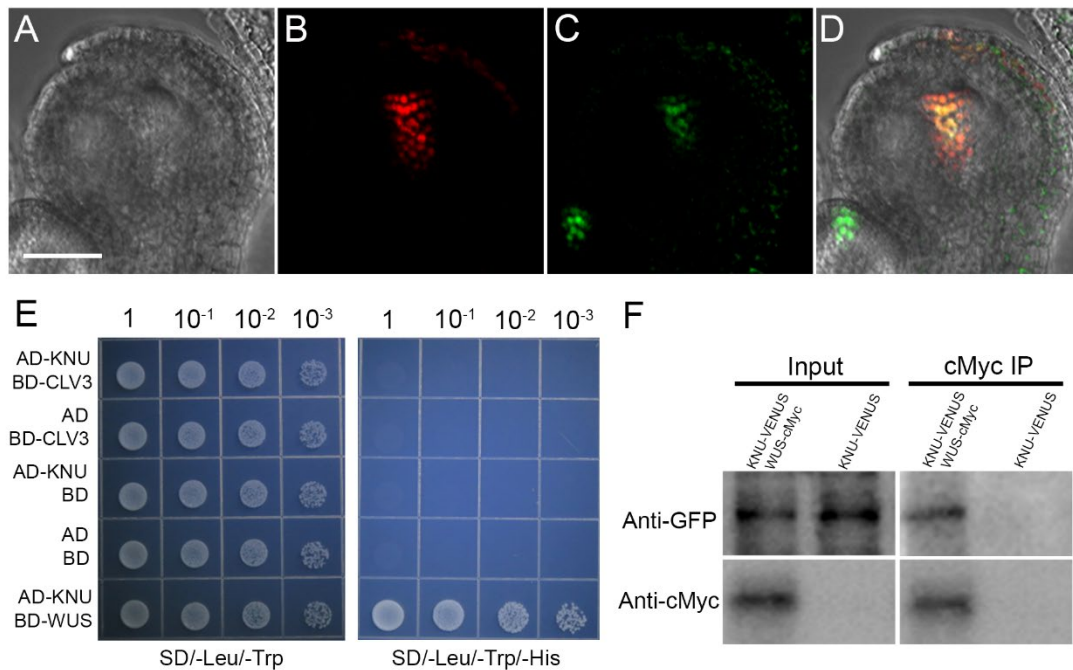 A
B
C
D
E
1 10⁻¹ 10⁻² 10⁻³ 1 10⁻¹ 10⁻² 10⁻³
AD-KNU
BD-CLV3
AD
BD-CLV3
AD-KNU
BD
AD
BD
AD-KNU
BD-WUS
SD/-Leu/-Trp
SD/-Leu/-Trp/-His
F
Input
cMyc IP
KNU-VENUS
WUS-cMyc
KNU-VENUS
KNU-VENUS
WUS-cMyc
KNU-VENUS
Anti-GFP
Anti-cMyc